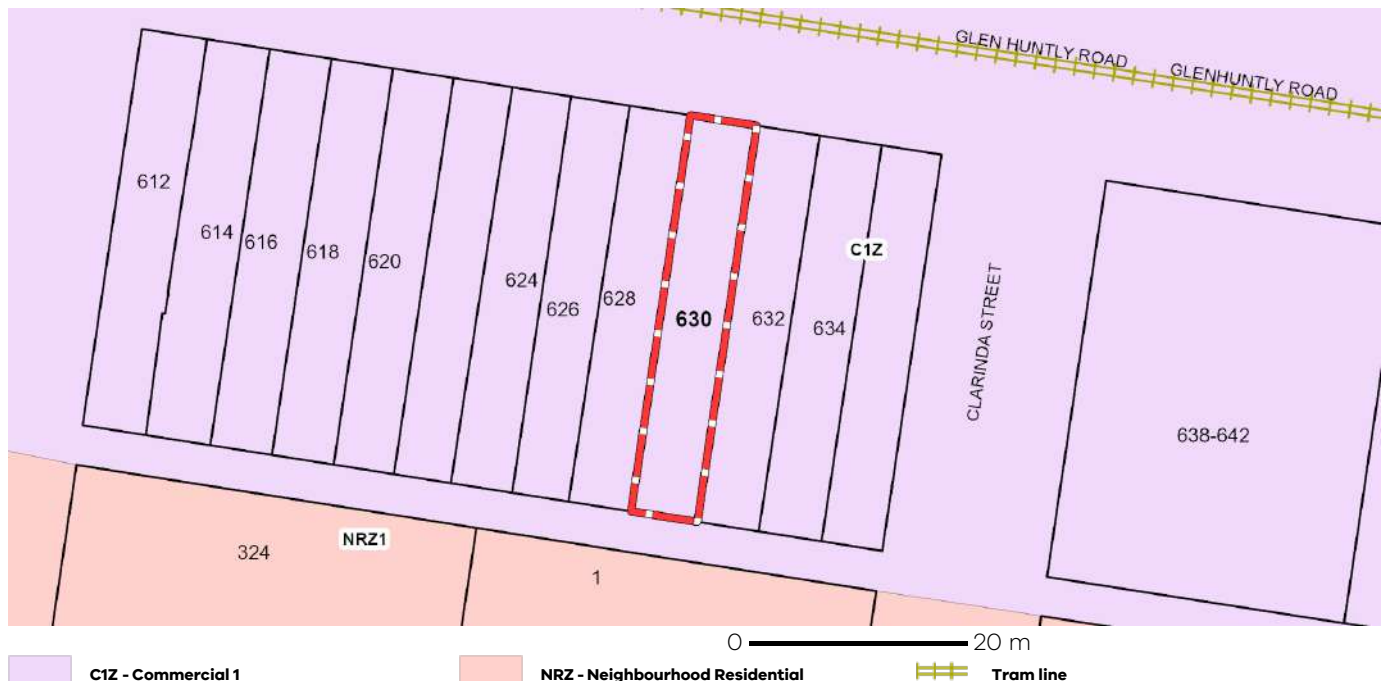 GLEN HUNTLY ROAD
GLENHUNTLY ROAD
612
614
616
618
620
624
626
628
630
632
634
C1Z
CLARINDA STREET
638-642
324
NRZ1
1
0 20 m
C1Z - Commercial 1
NRZ - Neighbourhood Residential
Tram line